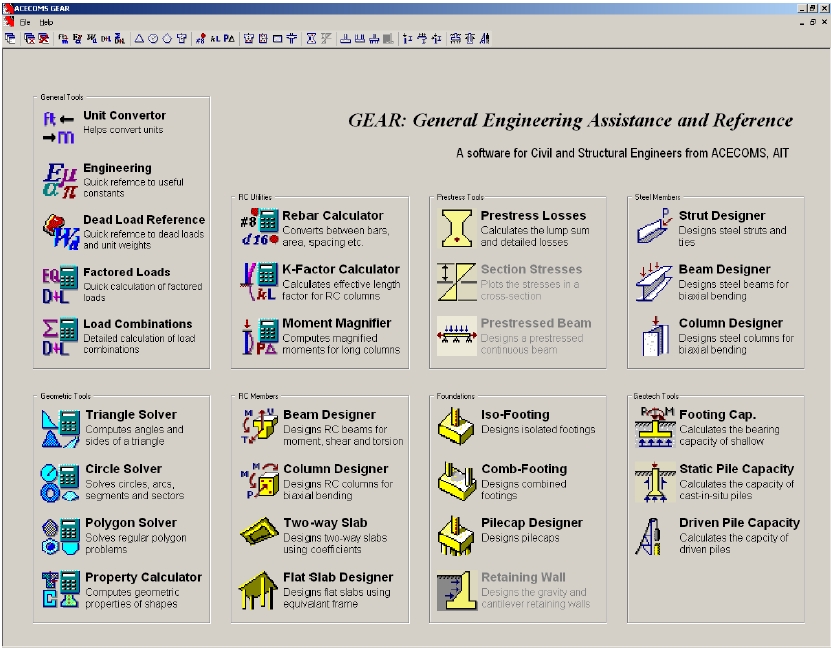 ACECOMS GEAR
File Help
GEAR: General Engineering Assistance and Reference
A software for Civil and Structural Engineers from ACECOMS, AIT
General Tools
Unit Convertor
Helps convert units
Engineering
Quick refernce to useful
constants
Dead Load Reference
Quick refernce to dead loads
and unit weights
Factored Loads
Quick calculation of factored
loads
Load Combinations
Detailed calculation of load
combinations
RC Utilities
Rebar Calculator
Converts between bars,
area, spacing etc.
K-Factor Calculator
Calculates effective length
factor for RC columns
Moment Magnifier
Computes magnified
moments for long columns
Prestress Tools
Prestress Losses
Calculates the lump sum
and detailed losses
Section Stresses
Plots the stresses in a
cross-section
Prestressed Beam
Designs a prestressed
continuous beam
Steel Members
Strut Designer
Designs steel struts and
ties
Beam Designer
Designs steel beams for
biaxial bending
Column Designer
Designs steel columns for
biaxial bending
Geometric Tools
Triangle Solver
Computes angles and
sides of a triangle
Circle Solver
Solves circles, arcs,
segments and sectors
Polygon Solver
Solves regular polygon
problems
Property Calculator
Computes geometric
properties of shapes
RC Members
Beam Designer
Designs RC beams for
moment, shear and torsion
Column Designer
Designs RC columns for
biaxial bending
Two-way Slab
Designs two-way slabs
using coefficients
Flat Slab Designer
Designs flat slabs using
equivalant frame
Foundations
Iso-Footing
Designs isolated footings
Comb-Footing
Designs combined
footings
Pilecap Designer
Designs pilecaps
Retaining Wall
Designs the gravity and
cantilever retaining walls
Geotech Tools
Footing Cap.
Calculates the bearing
capacity of shallow
Static Pile Capacity
Calculates the capacity of
cast-in-situ piles
Driven Pile Capacity
Calculates the capcity of
driven piles